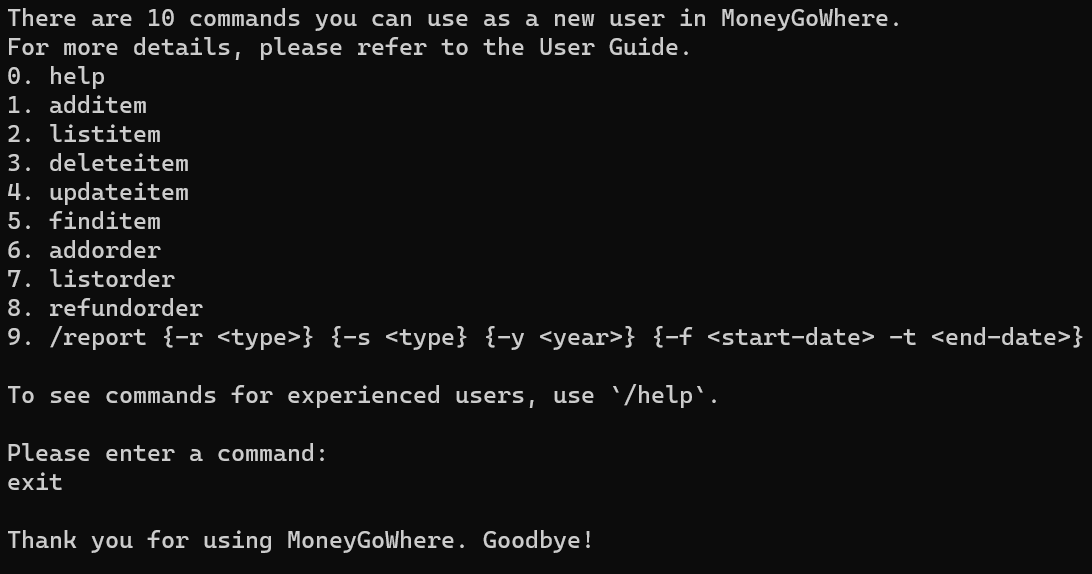 There are 10 commands you can use as a new user in MoneyGoWhere.
For more details, please refer to the User Guide.
0. help
1. additem
2. listitem
3. deleteitem
4. updateitem
5. finditem
6. addorder
7. listorder
8. refundorder
9. /report {-r <type>} {-s <type} {-y <year>} {-f <start-date> -t <end-date>}
To see commands for experienced users, use `/help`.
Please enter a command:
exit
Thank you for using MoneyGoWhere. Goodbye!